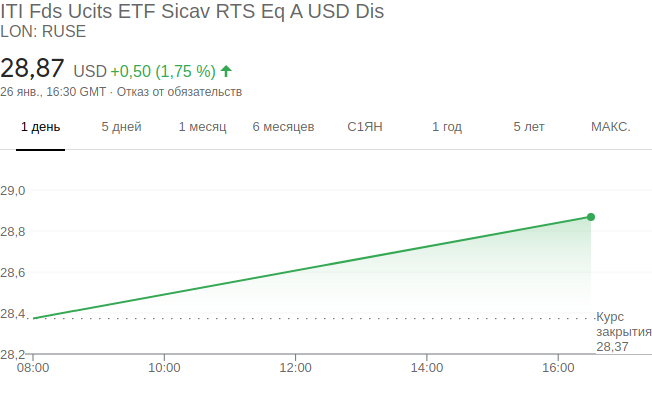 ITI Fds Ucits ETF Sicav RTS Eq A USD Dis
LON: RUSE
28,87 USD +0,50 (1,75 %)
26 янв., 16:30 GMT · Отказ от обязательств
1 день 5 дней 1 месяц 6 месяцев С1ЯН 1 год 5 лет МАКС.
29,0
28,8
28,6
28,4
Курс
закрытия
28,37
28,2
08:00 10:00 12:00 14:00 16:00